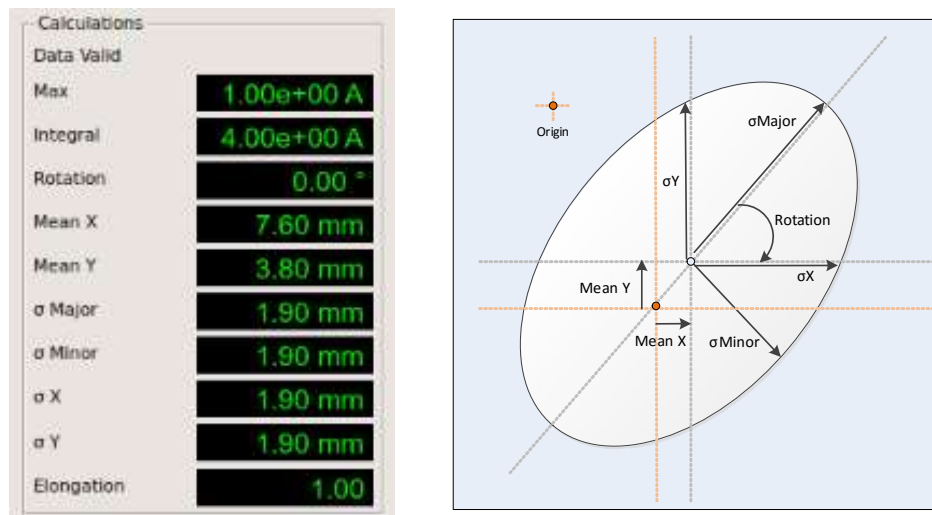 Calculations
Data Valid
Max 1.00e+00 A
Integral 4.00e+00 A
Rotation 0.00 °
Mean X 7.60 mm
Mean Y 3.80 mm
σ Major 1.90 mm
σ Minor 1.90 mm
σ X 1.90 mm
σ Y 1.90 mm
Elongation 1.00
Origin
σMajor
σY
Rotation
σX
Mean Y
Mean X
σMinor